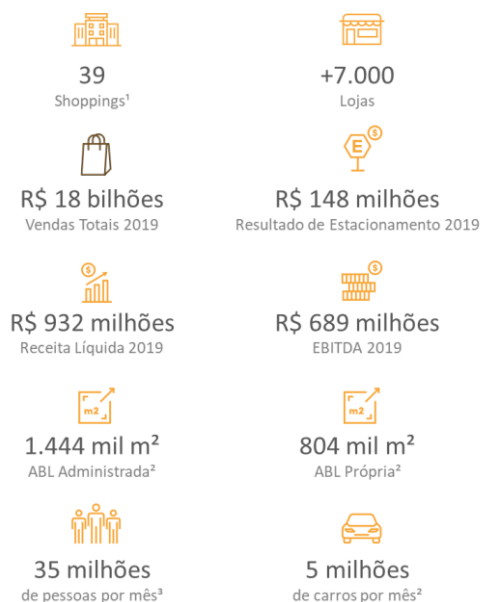 39
Shoppings¹
+7.000
Lojas
R$ 18 bilhões
Vendas Totais 2019
E
$
R$ 148 milhões
Resultado de Estacionamento 2019
$
R$ 932 milhões
Receita Líquida 2019
$
R$ 689 milhões
EBITDA 2019
m2
1.444 mil m²
ABL Administrada²
m2
804 mil m²
ABL Própria²
35 milhões
de pessoas por mês³
5 milhões
de carros por mês²